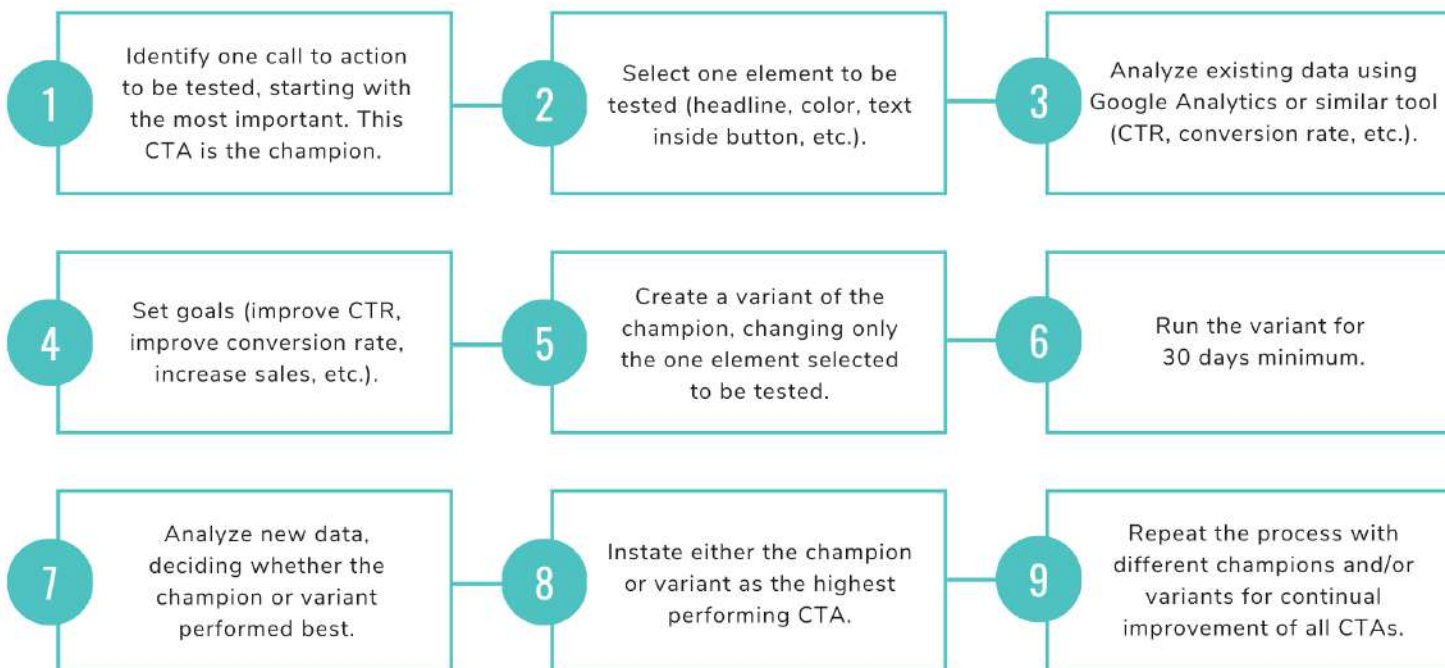 1
Identify one call to action
to be tested, starting with
the most important. This
CTA is the champion.
2
Select one element to be
tested (headline, color, text
inside button, etc.).
3
Analyze existing data using
Google Analytics or similar tool
(CTR, conversion rate, etc.).
4
Set goals (improve CTR,
improve conversion rate,
increase sales, etc.).
5
Create a variant of the
champion, changing only
the one element selected
to be tested.
6
Run the variant for
30 days minimum.
7
Analyze new data,
deciding whether the
champion or variant
performed best.
8
Instate either the champion
or variant as the highest
performing CTA.
9
Repeat the process with
different champions and/or
variants for continual
improvement of all CTAs.